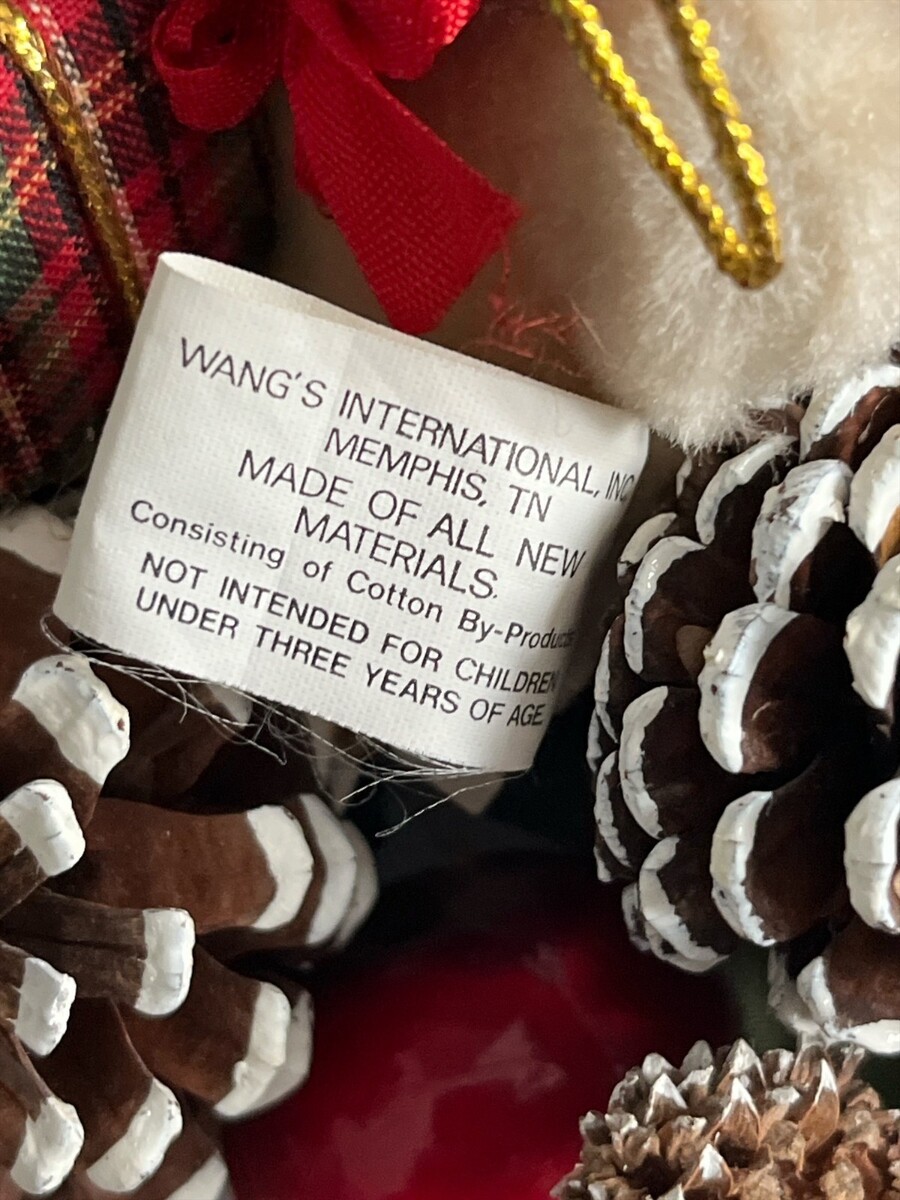 WANG'S INTERNATIONAL, INC
MEMPHIS, TN
MADE OF ALL NEW
MATERIALS.
Consisting of Cotton By-Products
NOT INTENDED FOR CHILDREN
UNDER THREE YEARS OF AGE